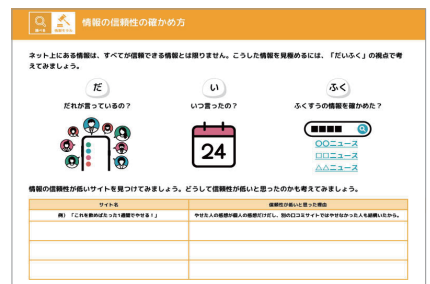 情報の信頼性の確かめ方
ネット上にある情報は、すべてが信頼できる情報とは限りません。こうした情報を見極めるには、「だいふく」の視点で考
えてみましょう。
だ
い
ふく
だれが言っているの？
いつ言ったの？
ふくすうの情報を確かめた？
24
〇〇ニュース
□□ニュース
△△ニュース
情報の信頼性が低いサイトを見つけてみましょう。どうして信頼性が低いと思ったのかも考えてみましょう。
サイト名
信頼性が低いと思った理由
例）「これを飲めばたった1週間でやせる！」
やせた人の感想が個人の感想だけだし、別の口コミサイトではやせなかった人も結構いたから。